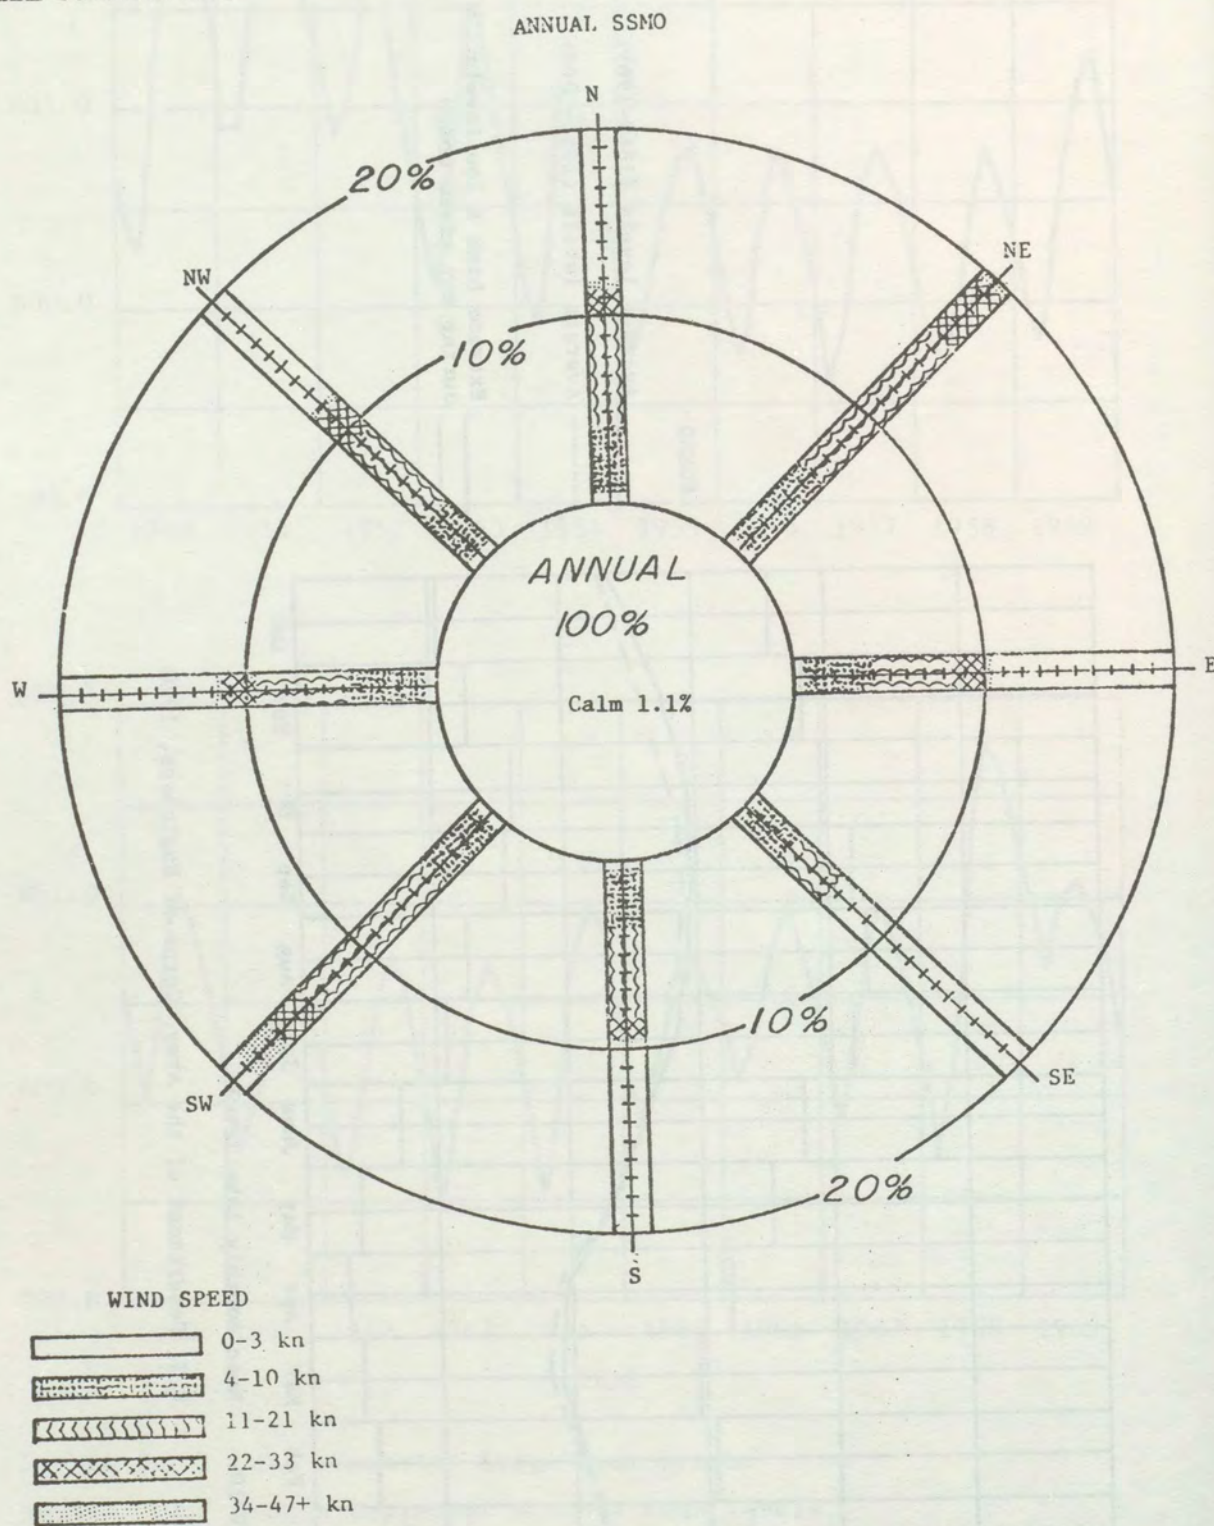 ANNUAL SSMO
N
20%
NW
NE
10%
ANNUAL
100%
W
E
Calm 1.1%
10%
SE
SW
20%
S
WIND SPEED
0-3 kn
4-10 kn
11-21 kn
22-33 kn
34-47+ kn